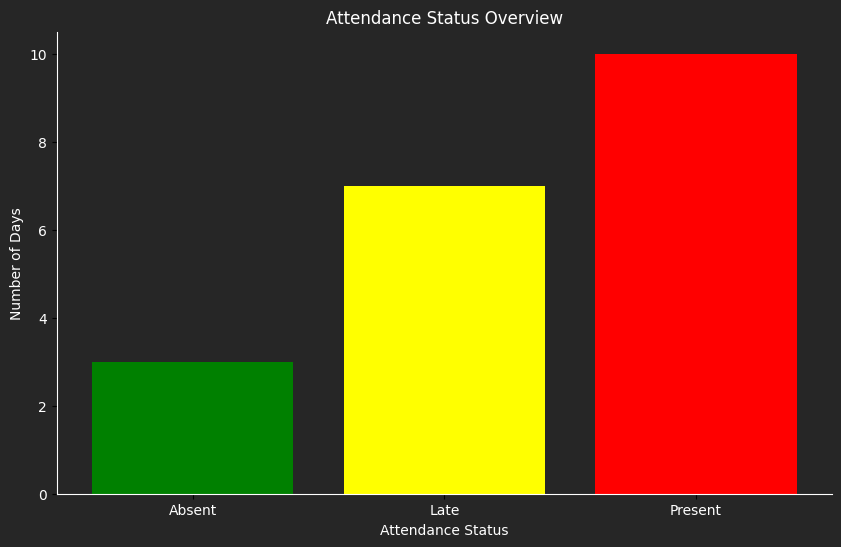 Attendance Status Overview
Number of Days
10
8
6
4
2
0
Absent Late Present
Attendance Status